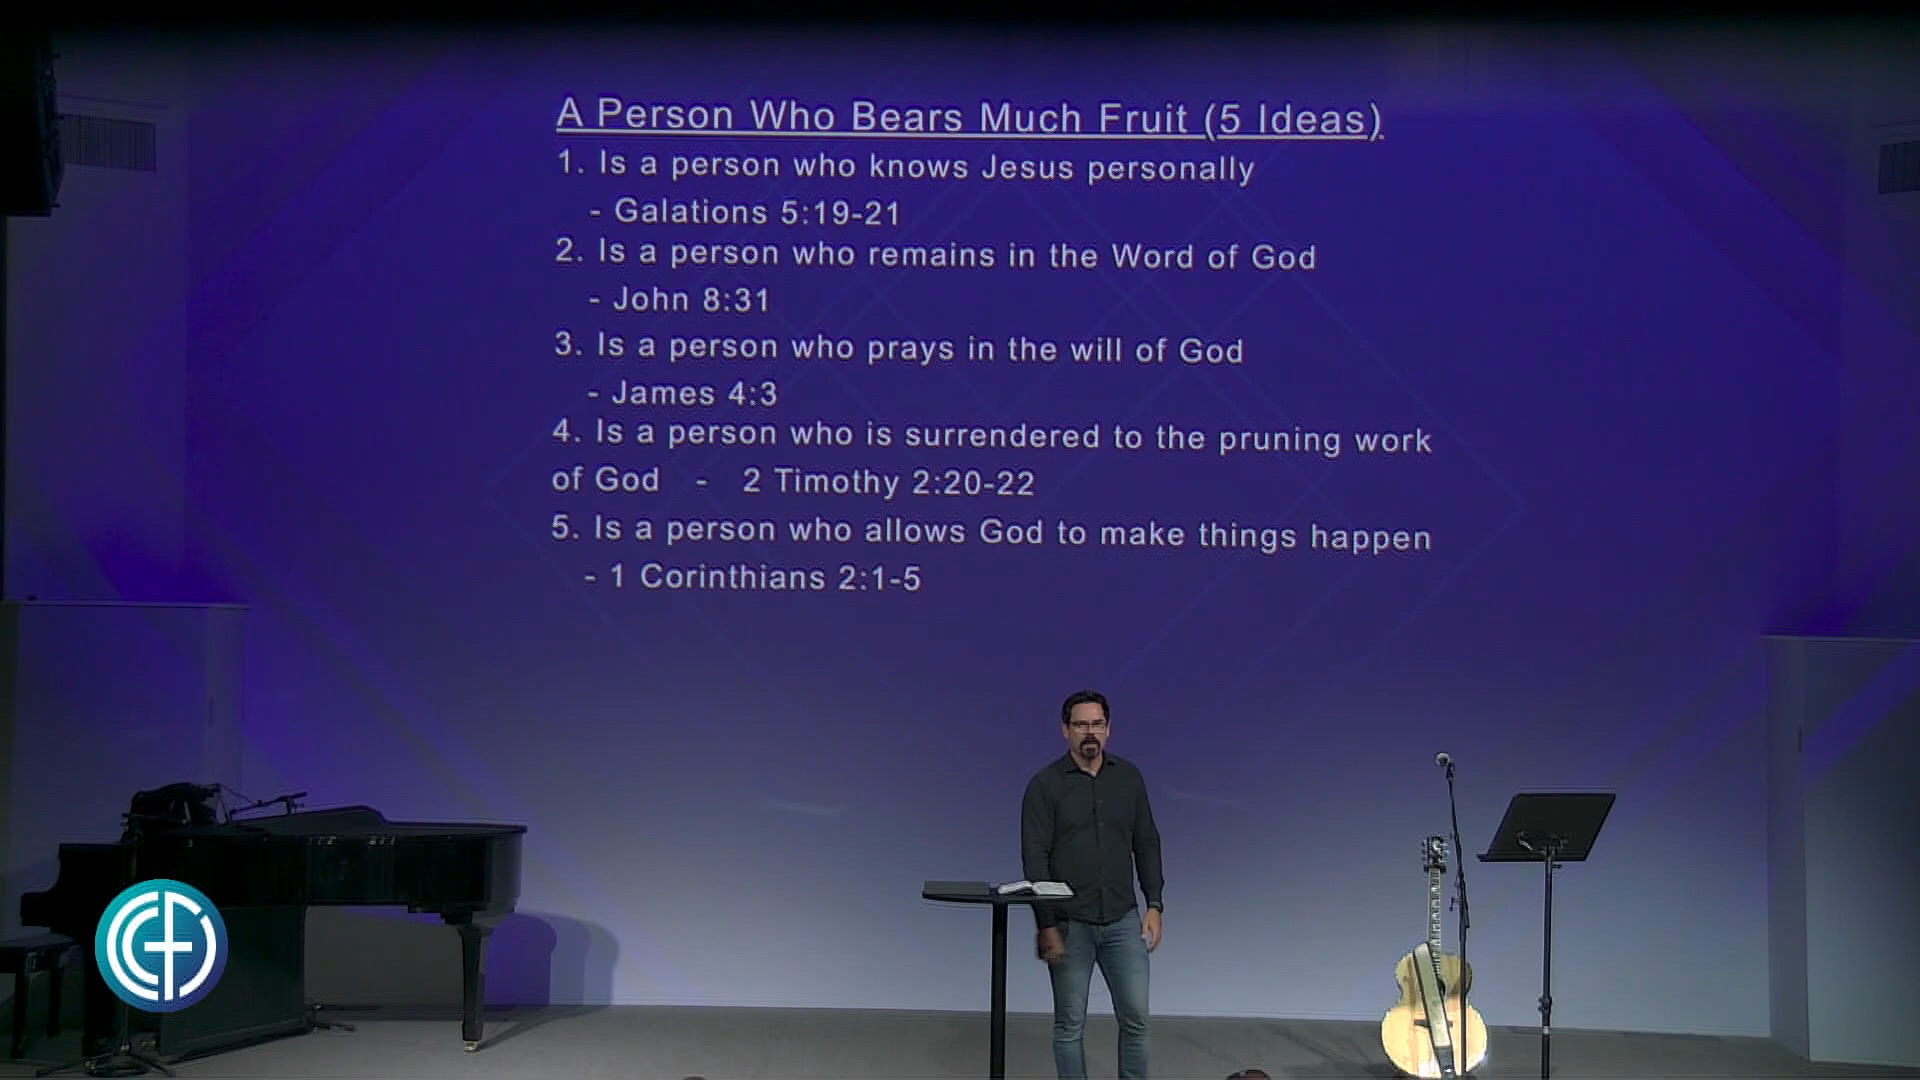 A Person Who Bears Much Fruit (5 Ideas)
1. Is a person who knows Jesus personally
- Galations 5:19-21
2. Is a person who remains in the Word of God
- John 8:31
3. Is a person who prays in the will of God
- James 4:3
4. Is a person who is surrendered to the pruning work
of God - 2 Timothy 2:20-22
5. Is a person who allows God to make things happen
- 1 Corinthians 2:1-5